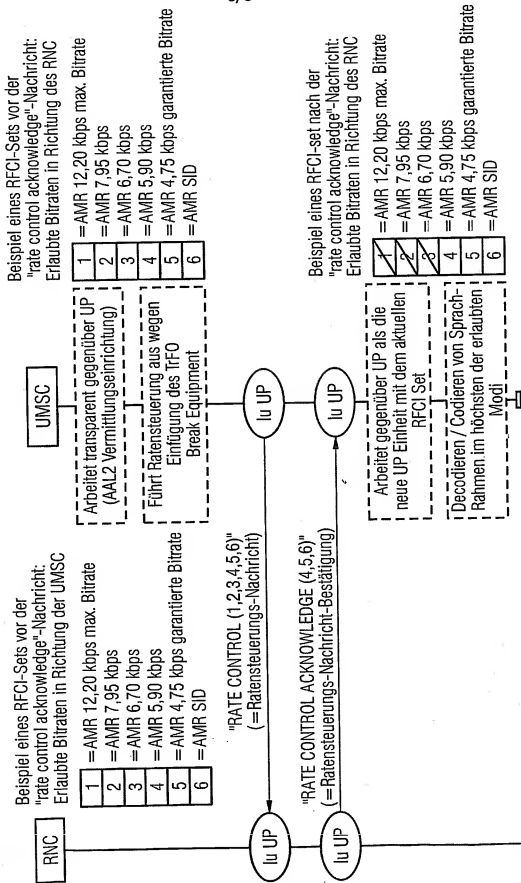 Beispiel eines RFCI-Sets vor der
"rate control acknowledge"-Nachricht:
Erlaubte Bitraten in Richtung der UMSC
RNC
1 =AMR 12,20 kbps max. Bitrate
2 =AMR 7,95 kbps
3 =AMR 6,70 kbps
4 =AMR 5,90 kbps
5 =AMR 4,75 kbps garantierte Bitrate
6 =AMR SID
Beispiel eines RFCI-Sets vor der
"rate control acknowledge"-Nachricht:
Erlaubte Bitraten in Richtung des RNC
UMSC
1 =AMR 12,20 kbps max. Bitrate
2 =AMR 7,95 kbps
3 =AMR 6,70 kbps
4 =AMR 5,90 kbps
5 =AMR 4,75 kbps garantierte Bitrate
6 =AMR SID
Arbeitet transparent gegenüber UP
(AAL2 Vermittlungseinrichtung)
Führt Ratensteuerung aus wegen
Einfügung des TrFO
Break Equipment
Iu UP
"RATE CONTROL (1,2,3,4,5,6)"
(=Ratensteuerungs-Nachricht)
Iu UP
Iu UP
"RATE CONTROL ACKNOWLEDGE (4,5,6)"
(=Ratensteuerungs-Nachricht-Bestätigung)
Iu UP
Beispiel eines RFCI-set nach der
"rate control acknowledge"-Nachricht:
Erlaubte Bitraten in Richtung des RNC
Arbeitet gegenüber UP als die
neue UP Einheit mit dem aktuellen
RFCI Set
1 =AMR 12,20 kbps max. Bitrate
2 =AMR 7,95 kbps
3 =AMR 6,70 kbps
4 =AMR 5,90 kbps
5 =AMR 4,75 kbps garantierte Bitrate
6 =AMR SID
Decodieren / Codieren von Sprach-
Rahmen im höchsten der erlaubten
Modi